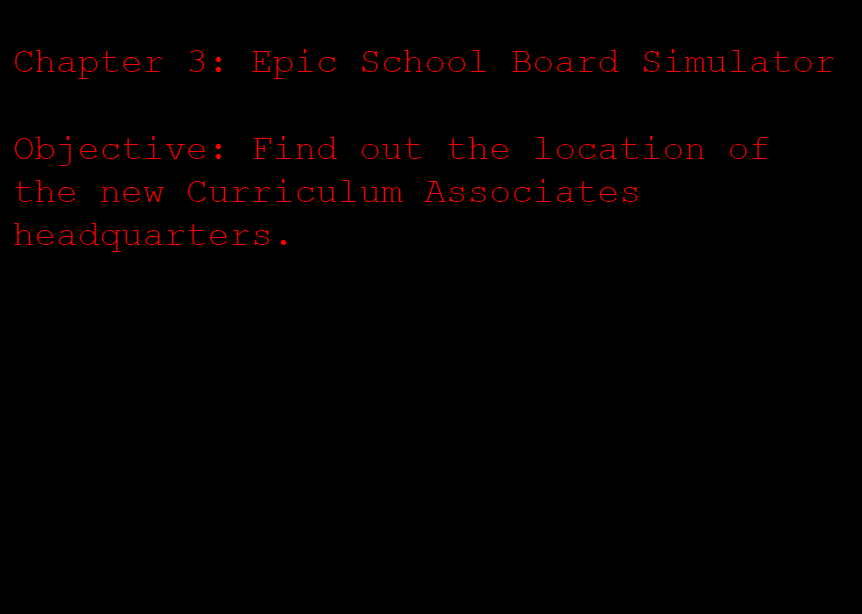 Chapter 3: Epic School Board Simulator
Objective: Find out the location of
the new Curriculum Associates
headquarters.